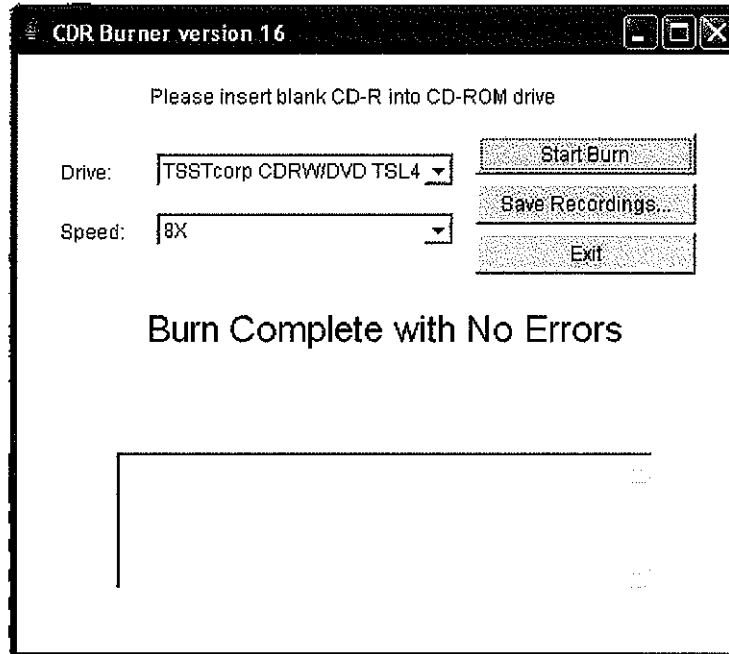 CDR Burner version 16
Please insert blank CD-R into CD-ROM drive
Drive: TSSTcorp CDRW/DVD TSL4
Start Burn
Save Recordings...
Speed: 8X
Exit
Burn Complete with No Errors